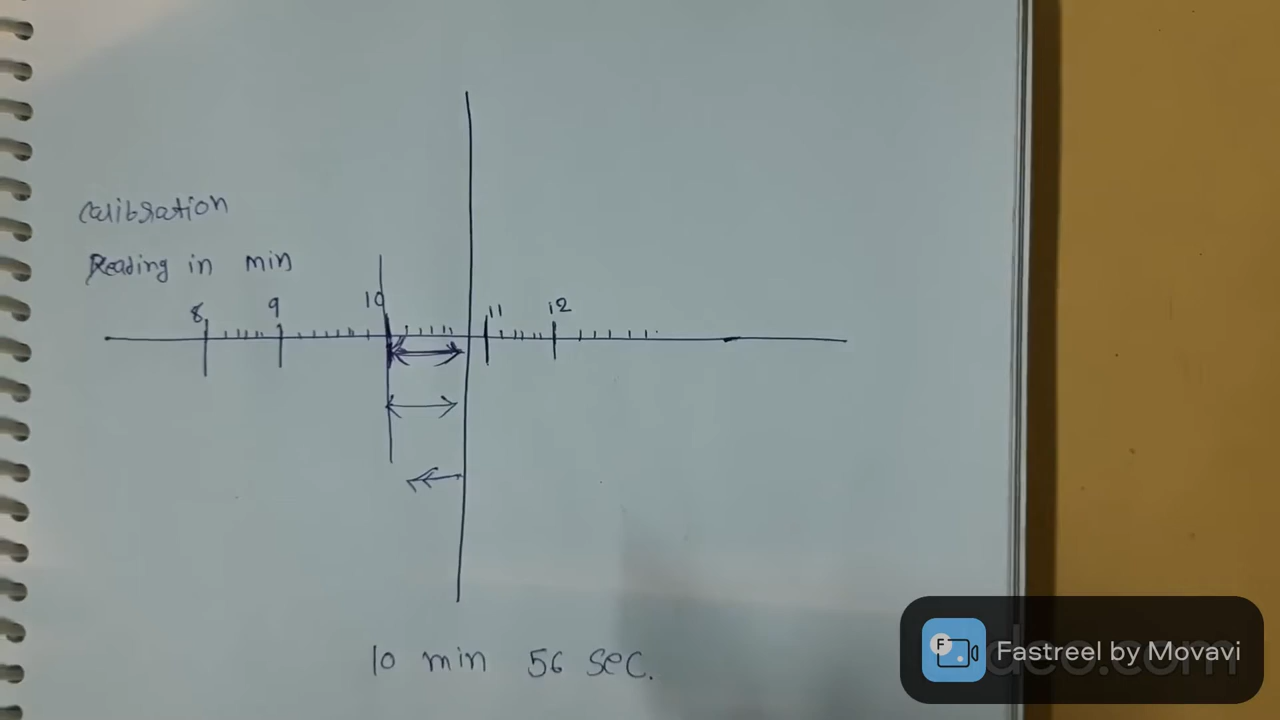 Calibration
Reading in min
8 9 10 11 12
10 min 56 sec.
Fastreel by Movavi